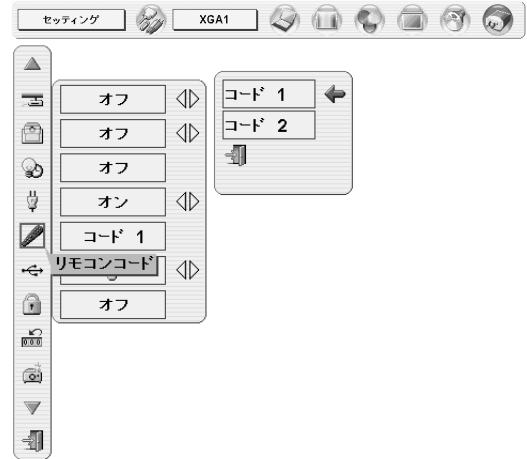 セッティング
XGA1
オフ
オフ
オフ
オン
コード 1
リモコンコード
オフ
コード 1
コード 2